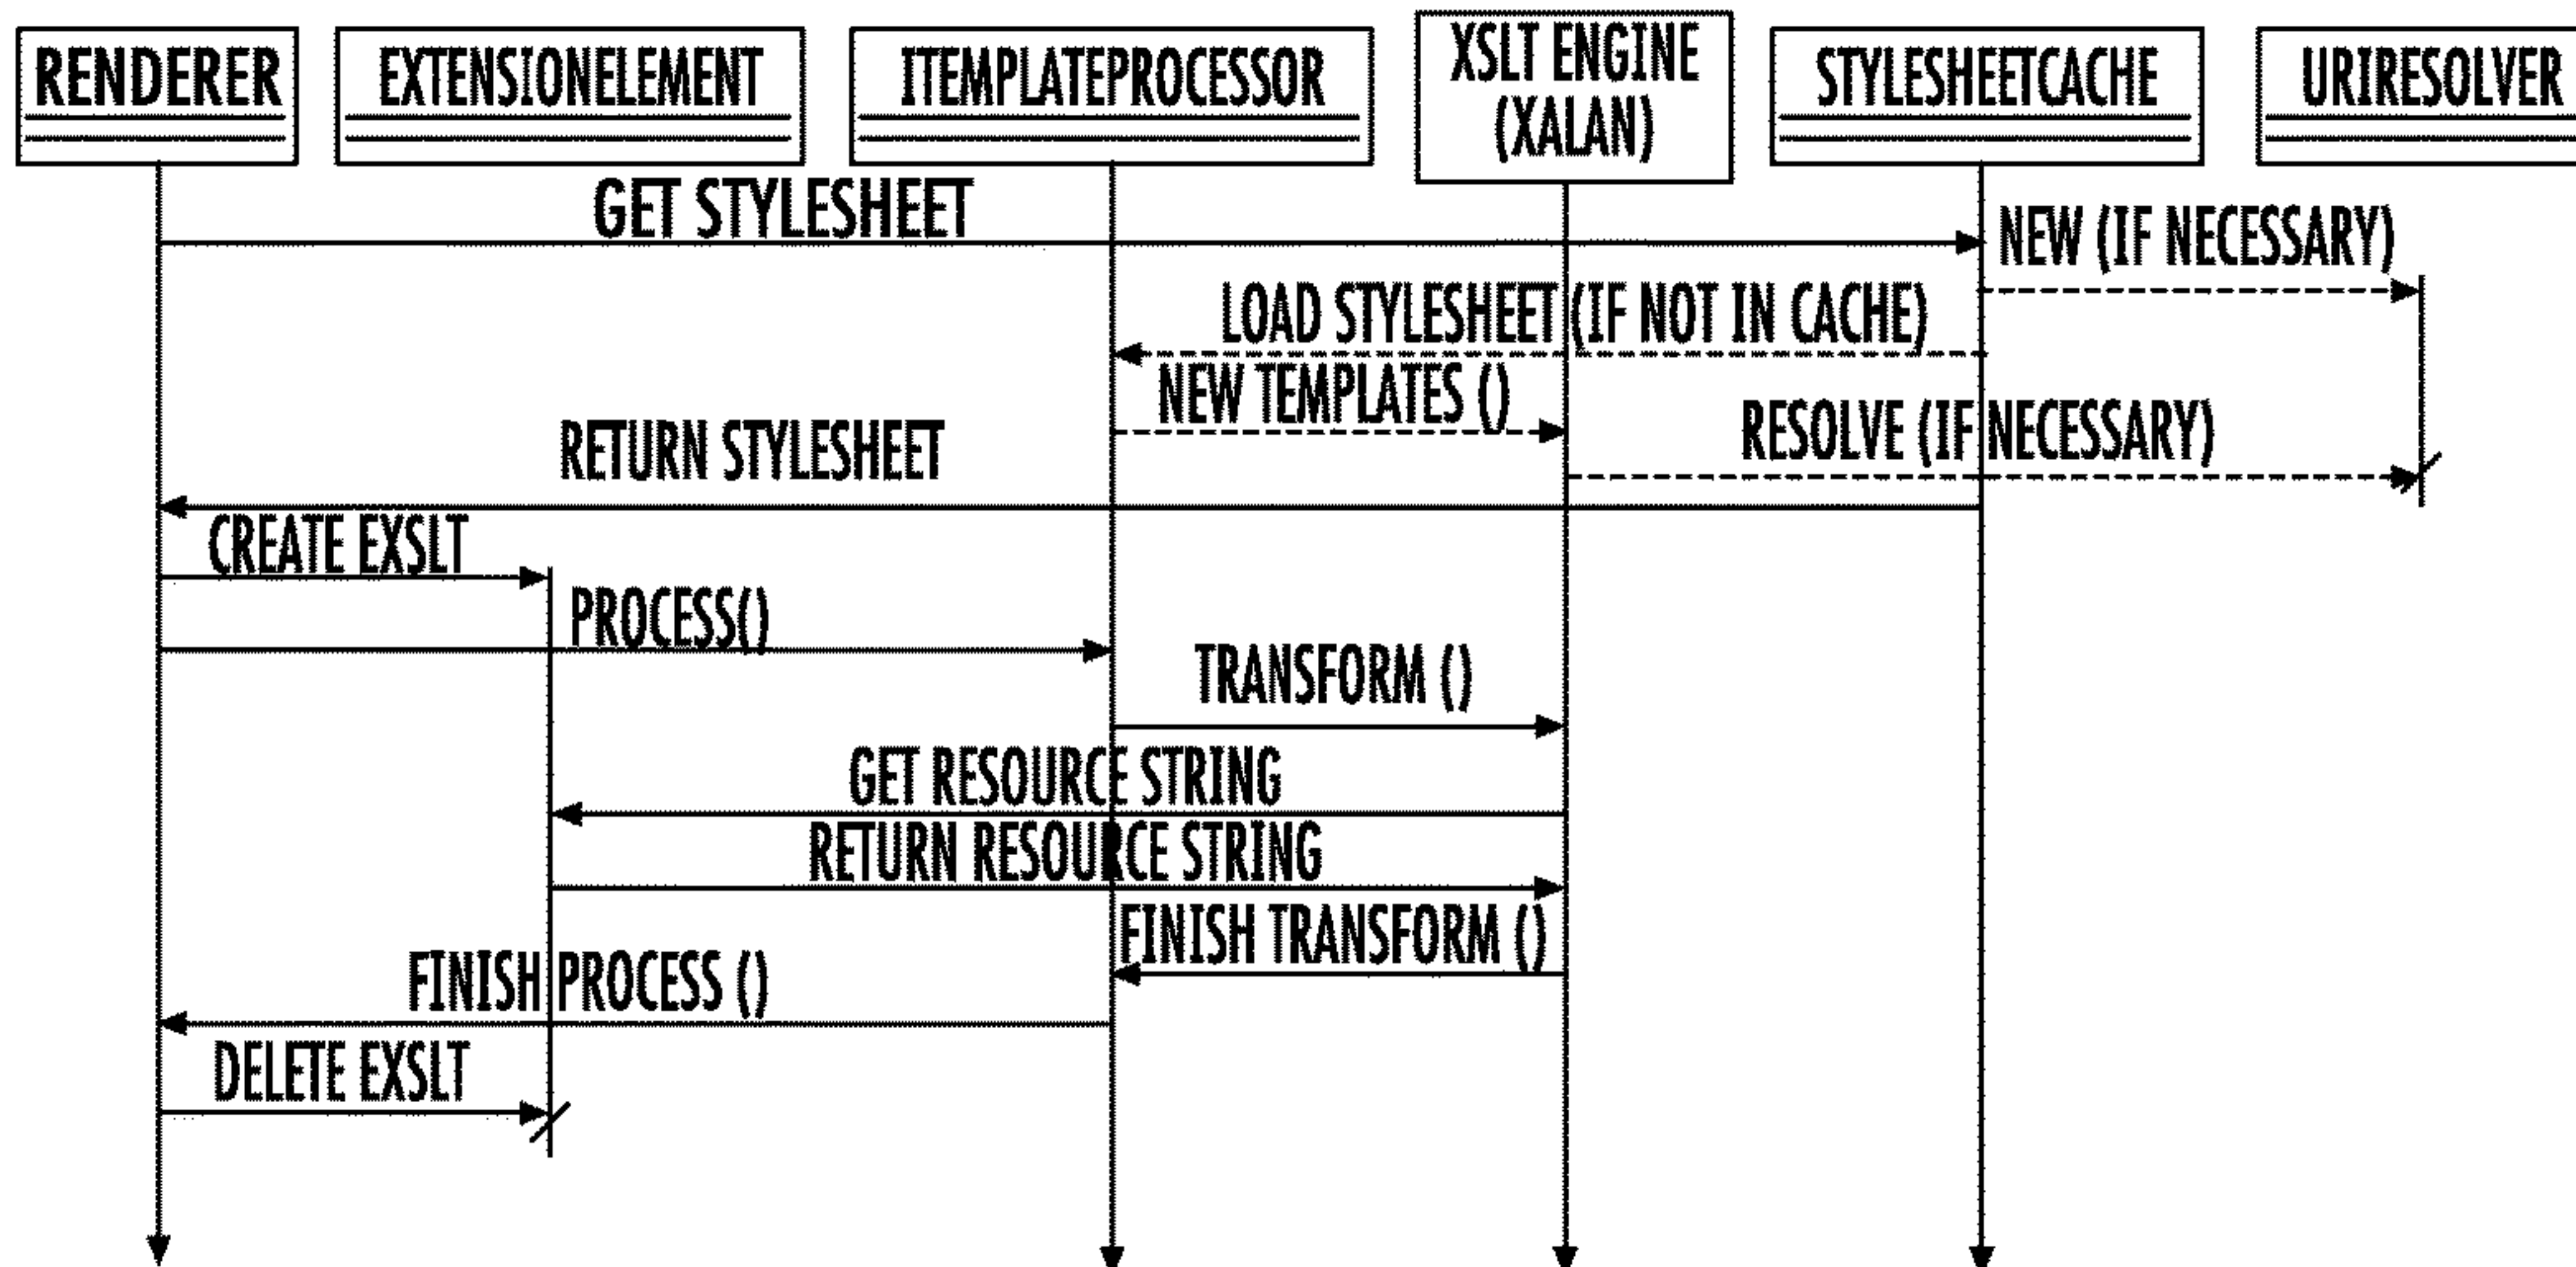 RENDERER
EXTENSIONELEMENT
ITEMPLATEPROCESSOR
XSLT ENGINE
(XALAN)
STYLESHEETCACHE
URIRESOLVER
GET STYLESHEET
NEW (IF NECESSARY)
LOAD STYLESHEET (IF NOT IN CACHE)
NEW TEMPLATES ()
RESOLVE (IF NECESSARY)
RETURN STYLESHEET
CREATE EXSLT
PROCESS()
TRANSFORM ()
GET RESOURCE STRING
RETURN RESOURCE STRING
FINISH TRANSFORM ()
FINISH PROCESS ()
DELETE EXSLT